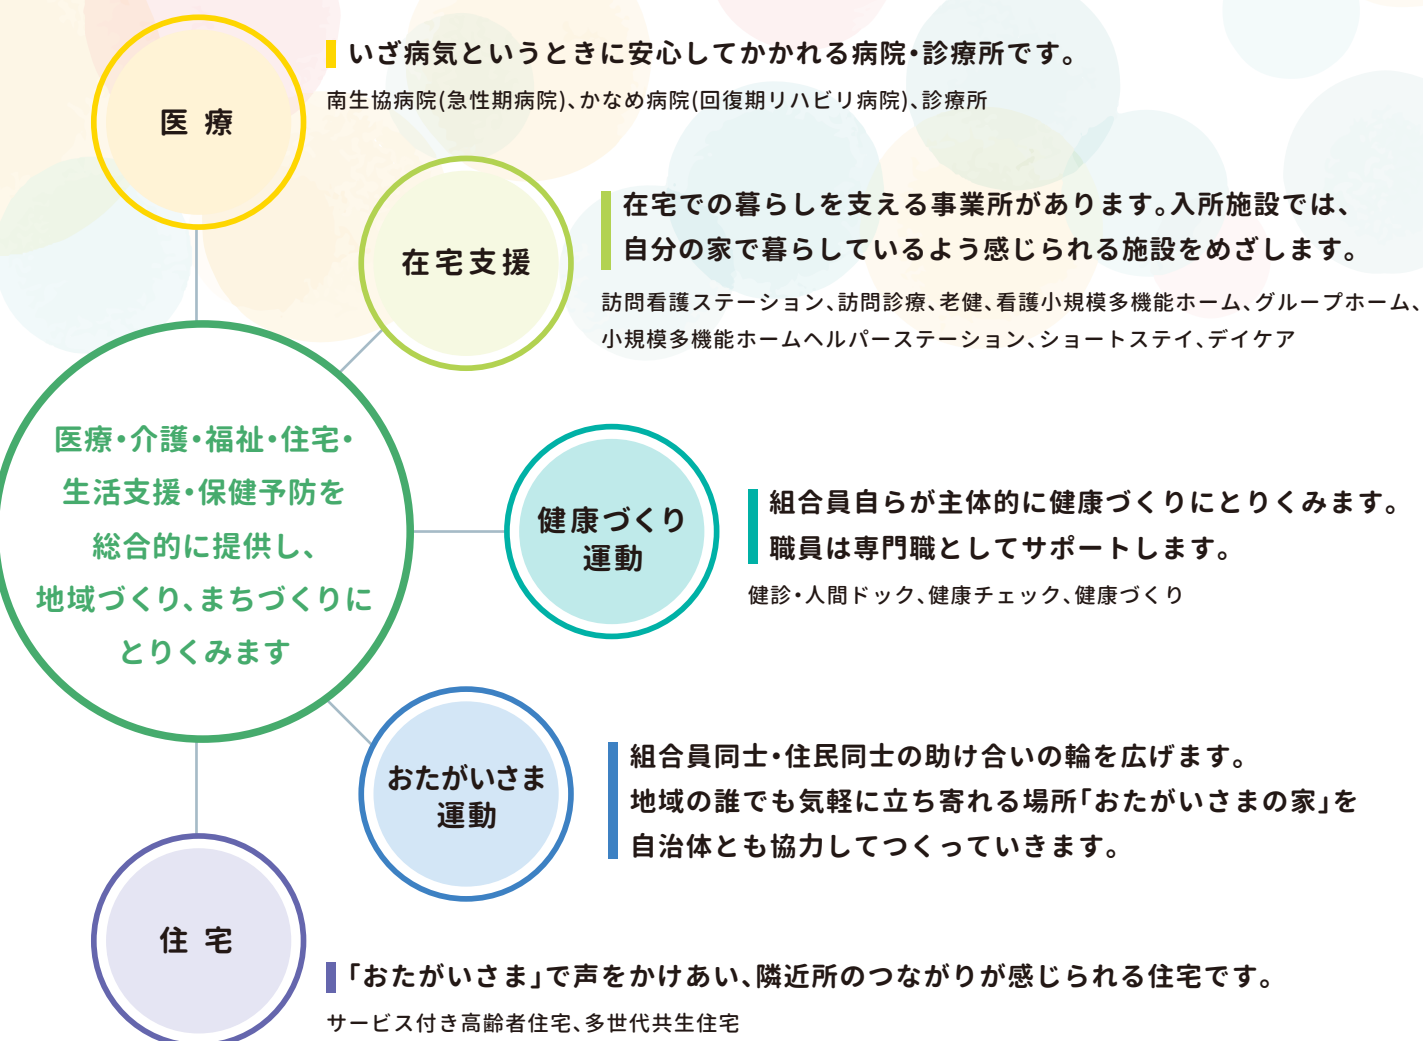 医療
いざ病気というときに安心してかかれる病院・診療所です。
南生協病院(急性期病院)、かなめ病院(回復期リハビリ病院)、診療所
在宅支援
在宅での暮らしを支える事業所があります。入所施設では、
自分の家で暮らしているよう感じられる施設をめざします。
訪問看護ステーション、訪問診療、老健、看護小規模多機能ホーム、グループホーム、
小規模多機能ホームヘルパーステーション、ショートステイ、デイケア
医療・介護・福祉・住宅・
生活支援・保健予防を
総合的に提供し、
地域づくり、まちづくりに
とりくみます
健康づくり
運動
組合員自らが主体的に健康づくりにとりくみます。
職員は専門職としてサポートします。
健診・人間ドック、健康チェック、健康づくり
おたがいさま
運動
組合員同士・住民同士の助け合いの輪を広げます。
地域の誰でも気軽に立ち寄れる場所「おたがいさまの家」を
自治体とも協力してつくっていきます。
住宅
「おたがいさま」で声をかけあい、隣近所のつながりが感じられる住宅です。
サービス付き高齢者住宅、多世代共生住宅